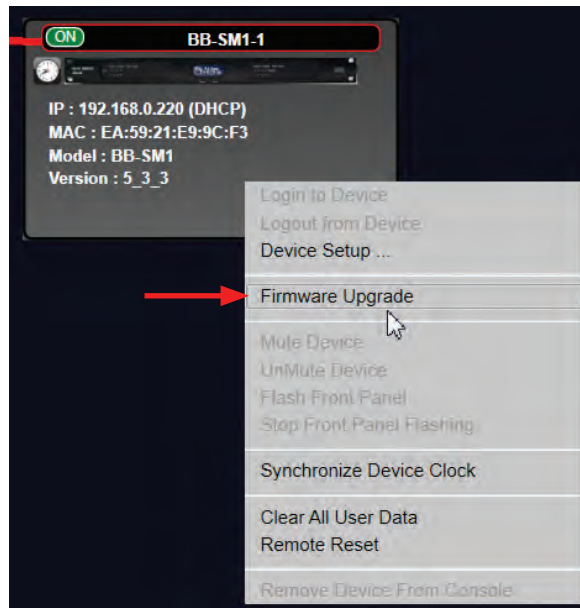 ON BB-SM1-1
IP : 192.168.0.220 (DHCP)
MAC : EA:59:21:E9:9C:F3
Model : BB-SM1
Version : 5_3_3
Login to Device
Logout from Device
Device Setup ...
Firmware Upgrade
Mute Device
UnMute Device
Flash Front Panel
Stop Front Panel Flashing
Synchronize Device Clock
Clear All User Data
Remote Reset
Remove Device From Console